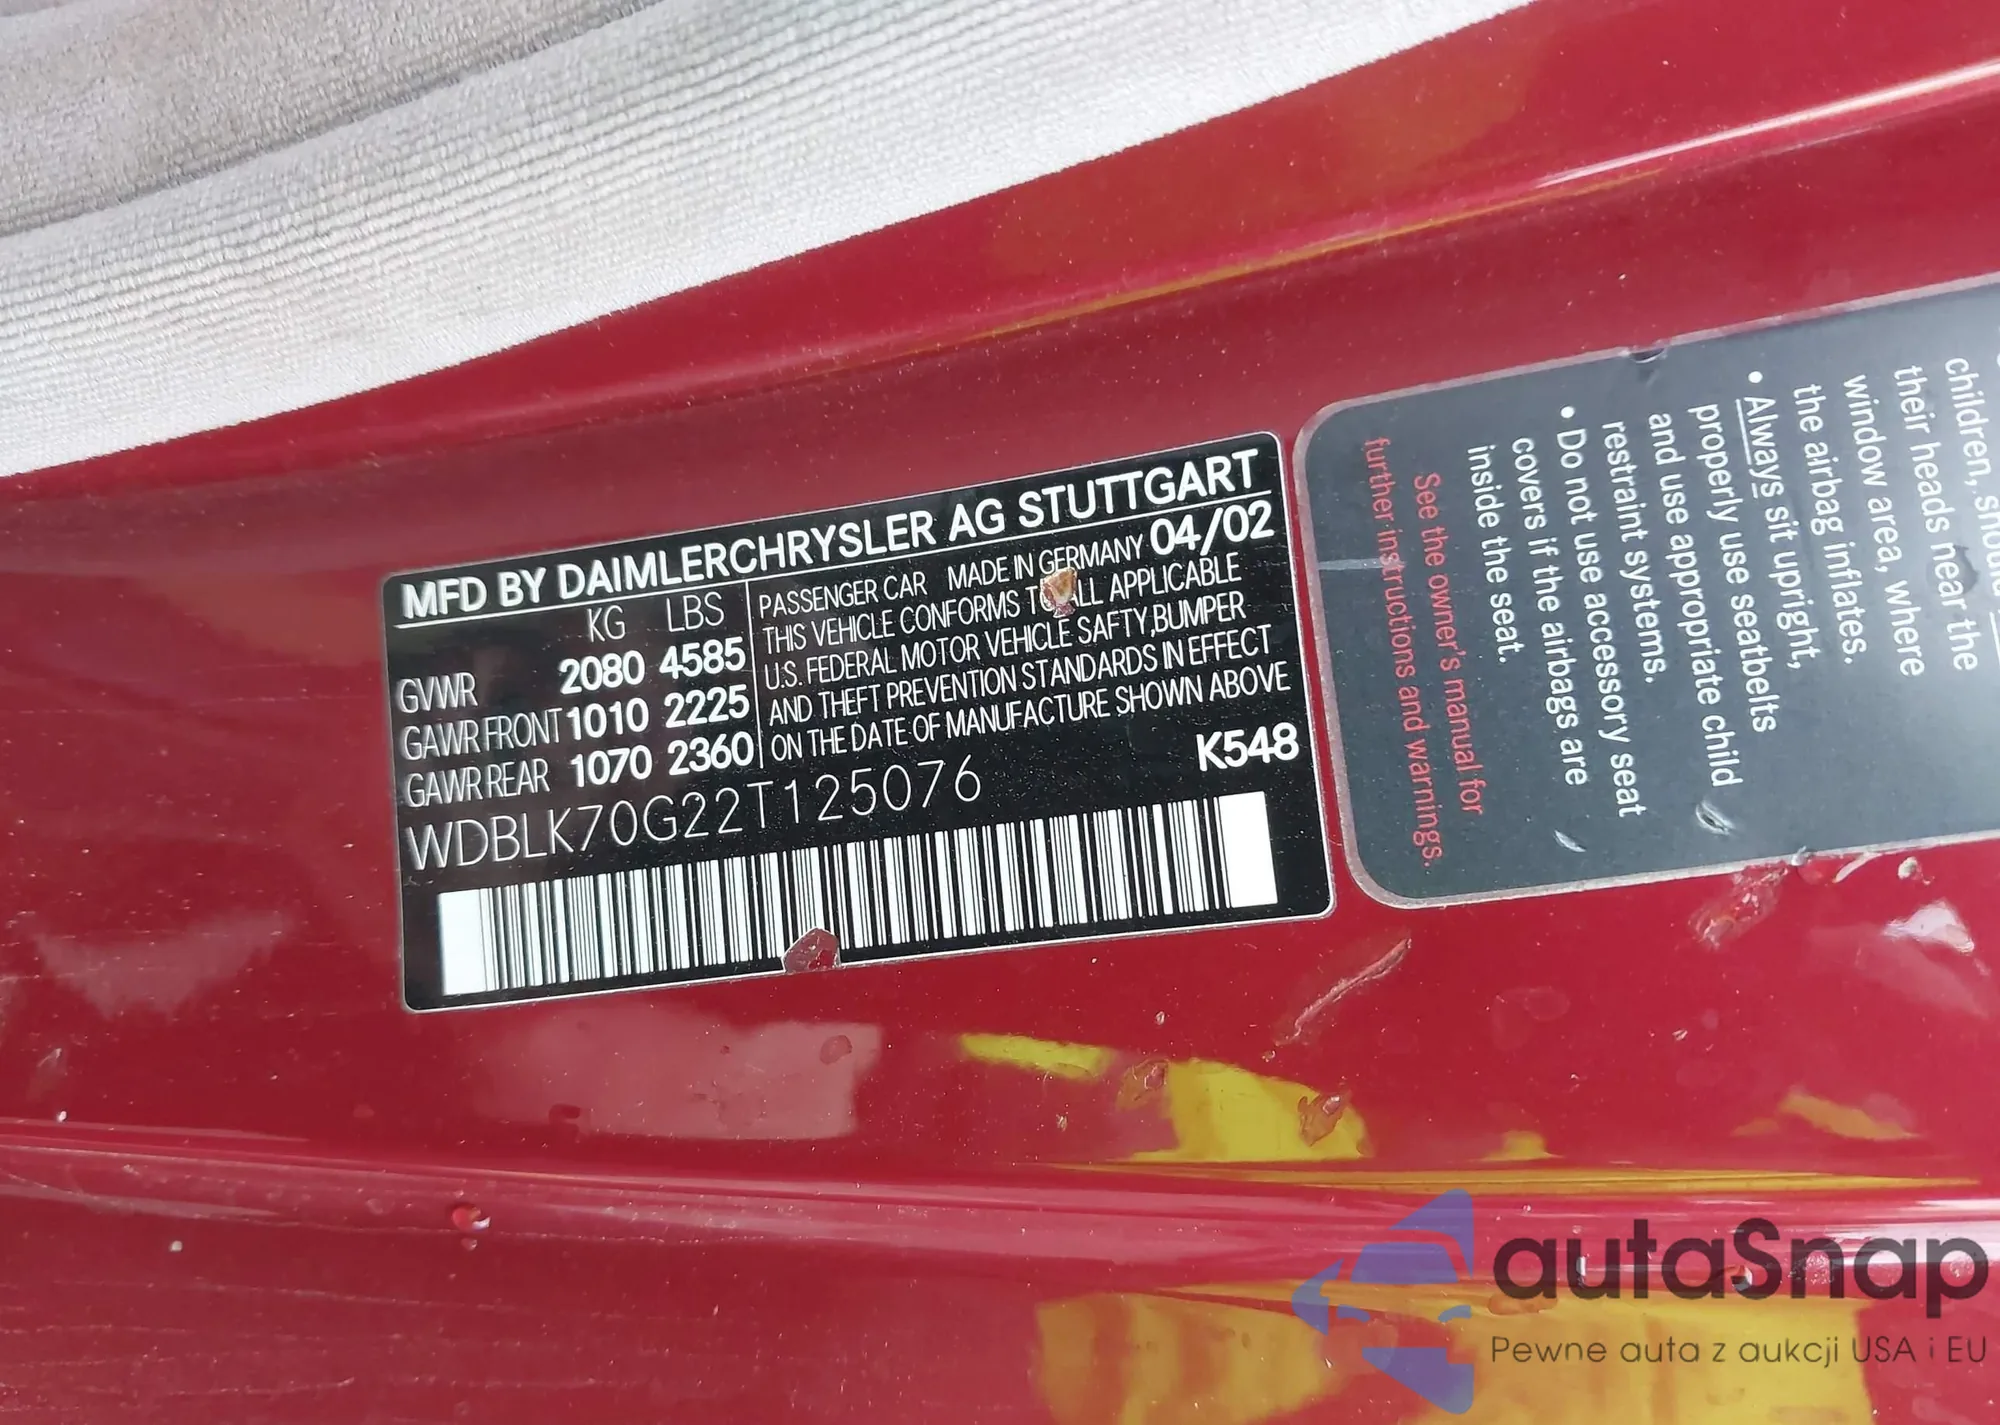 MFD BY DAIMLERCHRYSLER AG STUTTGART
KG LBS
GVWR 2080 4585
GAWR FRONT 1010 2225
GAWR REAR 1070 2360
PASSENGER CAR MADE IN GERMANY 04/02
THIS VEHICLE CONFORMS TO ALL APPLICABLE
U.S. FEDERAL MOTOR VEHICLE SAFTY,BUMPER
AND THEFT PREVENTION STANDARDS IN EFFECT
ON THE DATE OF MANUFACTURE SHOWN ABOVE
WDBLK70G22T125076
K548
children, should
their heads near the
window area, where
the airbag inflates.
• Always sit upright,
properly use seatbelts
and use appropriate child
restraint systems.
• Do not use accessory seat
covers if the airbags are
inside the seat.
See the owner's manual for
further instructions and warnings.
autaSnap
Pewne auta z aukcji USA i EU